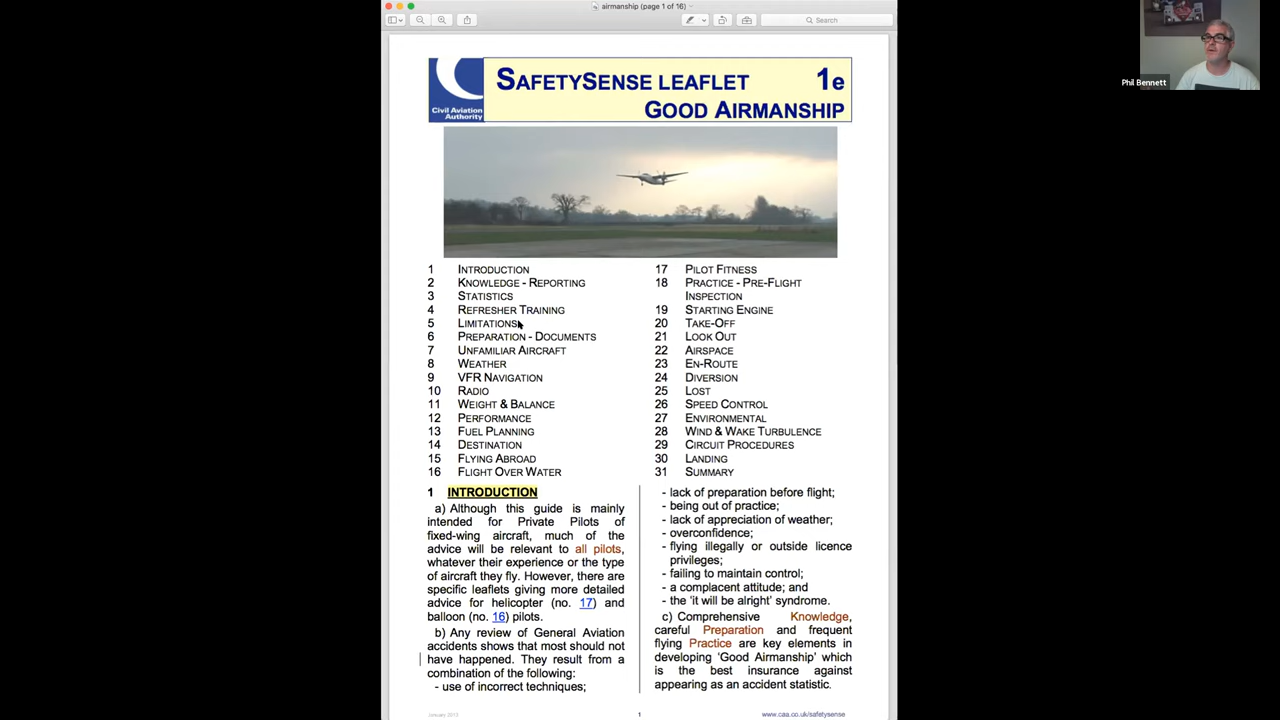 airmanship (page 1 of 16)
Search
Phil Bennett
Civil Aviation
Authority
SAFETYSENSE LEAFLET 1e
GOOD AIRMANSHIP
1 INTRODUCTION
2 KNOWLEDGE - REPORTING
3 STATISTICS
4 REFRESHER TRAINING
5 LIMITATIONS
6 PREPARATION - DOCUMENTS
7 UNFAMILIAR AIRCRAFT
8 WEATHER
9 VFR NAVIGATION
10 RADIO
11 WEIGHT & BALANCE
12 PERFORMANCE
13 FUEL PLANNING
14 DESTINATION
15 FLYING ABROAD
16 FLIGHT OVER WATER
17 PILOT FITNESS
18 PRACTICE - PRE-FLIGHT
INSPECTION
19 STARTING ENGINE
20 TAKE-OFF
21 LOOK OUT
22 AIRSPACE
23 EN-ROUTE
24 DIVERSION
25 LOST
26 SPEED CONTROL
27 ENVIRONMENTAL
28 WIND & WAKE TURBULENCE
29 CIRCUIT PROCEDURES
30 LANDING
31 SUMMARY
1 INTRODUCTION
a) Although this guide is mainly
intended for Private Pilots of
fixed-wing aircraft, much of the
advice will be relevant to all pilots,
whatever their experience or the type
of aircraft they fly. However, there are
specific leaflets giving more detailed
advice for helicopter (no. 17) and
balloon (no. 16) pilots.
b) Any review of General Aviation
accidents shows that most should not
have happened. They result from a
combination of the following:
- use of incorrect techniques;
- lack of preparation before flight;
- being out of practice;
- lack of appreciation of weather;
- overconfidence;
- flying illegally or outside licence
privileges;
- failing to maintain control;
- a complacent attitude; and
- the 'it will be alright' syndrome.
c) Comprehensive Knowledge,
careful Preparation and frequent
flying Practice are key elements in
developing 'Good Airmanship' which
is the best insurance against
appearing as an accident statistic.
January 2013
1
www.caa.co.uk/safetysense